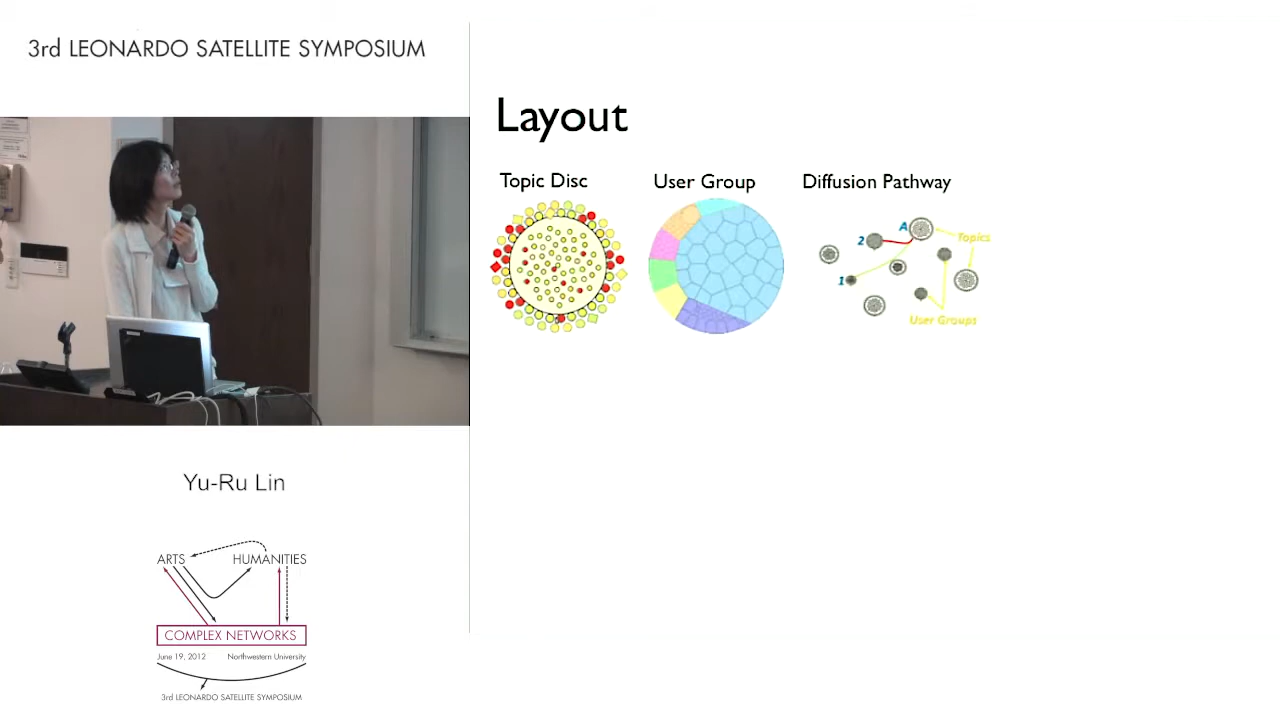 3rd LEONARDO SATELLITE SYMPOSIUM
Layout
Topic Disc
User Group
Diffusion Pathway
A
2
Topics
1
User Groups
Yu-Ru Lin
ARTS
HUMANITIES
COMPLEX NETWORKS
June 19, 2012
Northwestern University
3rd LEONARDO SATELLITE SYMPOSIUM